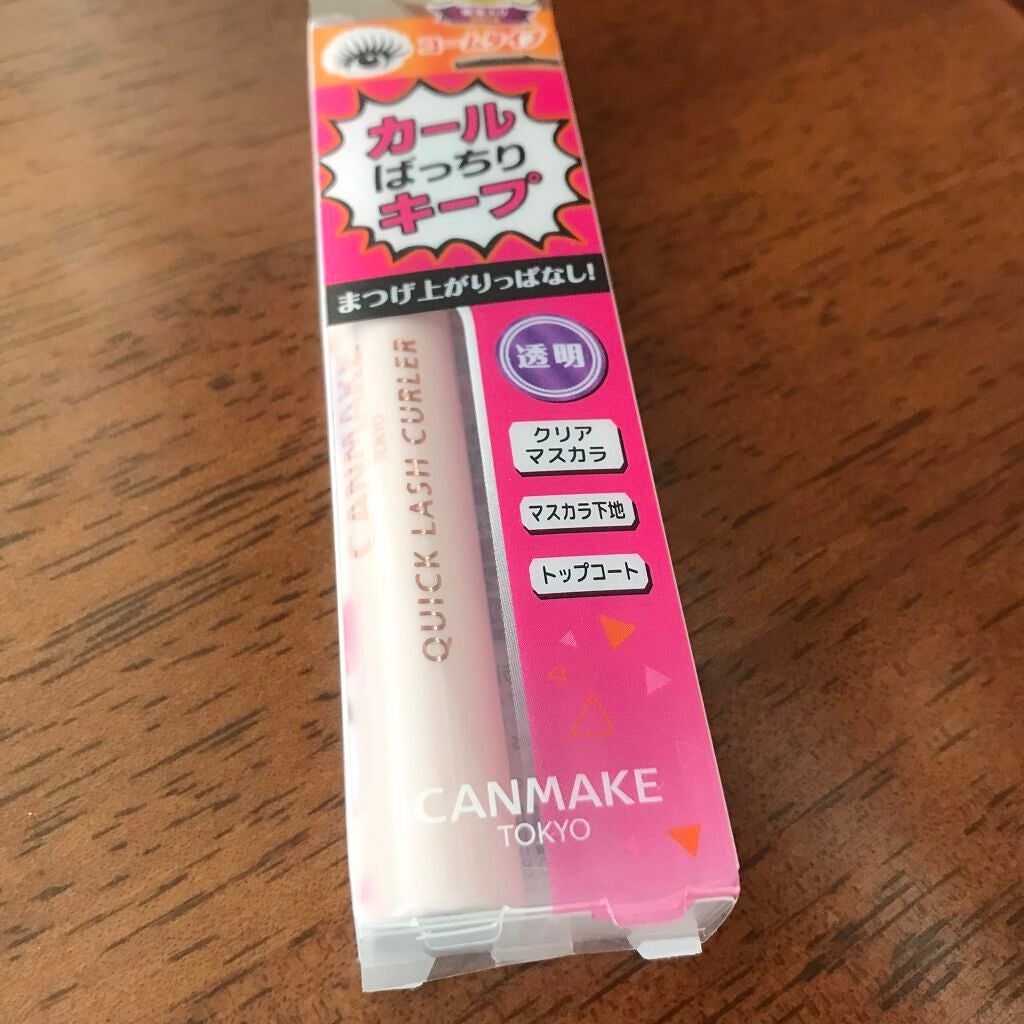 コームタイプ
カール
ばっちり
キープ
まつげ上がりっぱなし!
透明
クリア
マスカラ
マスカラ下地
トップコート
CANMAKE
TOKYO
QUICK LASH CURLER
CANMAKE
TOKYO